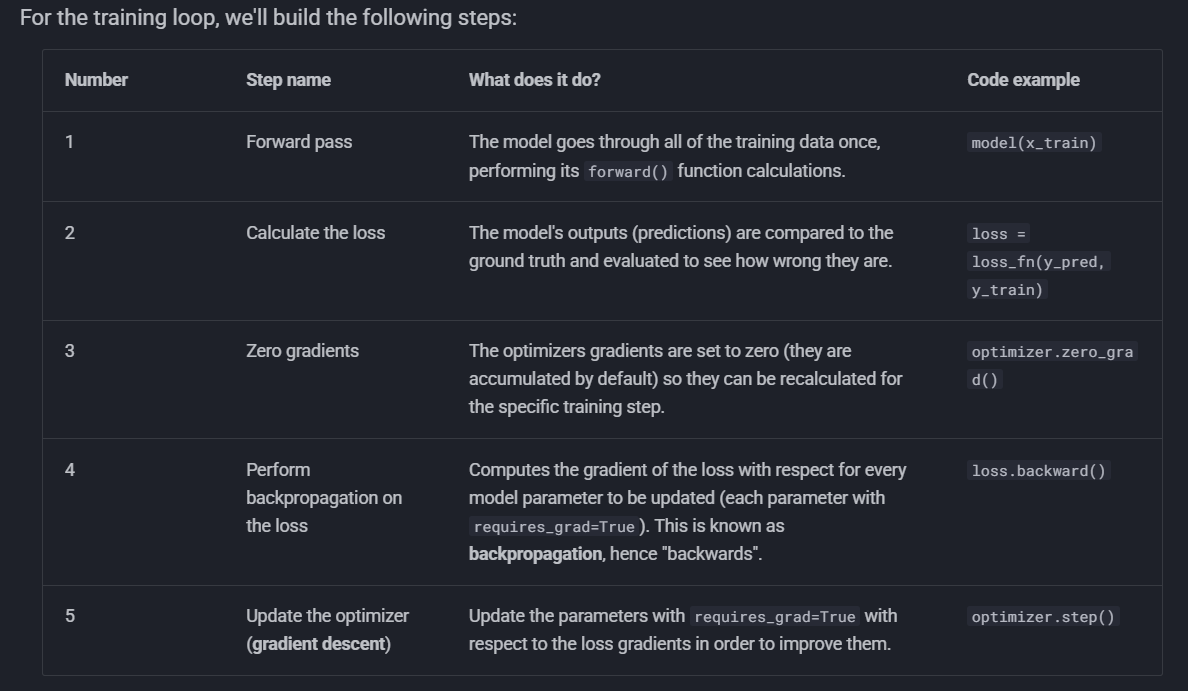 For the training loop, we'll build the following steps:
Number Step name What does it do? Code example
1 Forward pass The model goes through all of the training data once, model(x_train)
performing its forward() function calculations.
2 Calculate the loss The model's outputs (predictions) are compared to the loss =
ground truth and evaluated to see how wrong they are. loss_fn(y_pred,
y_train)
3 Zero gradients The optimizers gradients are set to zero (they are optimizer.zero_gra
accumulated by default) so they can be recalculated for d()
the specific training step.
4 Perform Computes the gradient of the loss with respect for every loss.backward()
backpropagation on model parameter to be updated (each parameter with
the loss requires_grad=True). This is known as
backpropagation, hence "backwards".
5 Update the optimizer Update the parameters with requires_grad=True with optimizer.step()
(gradient descent) respect to the loss gradients in order to improve them.